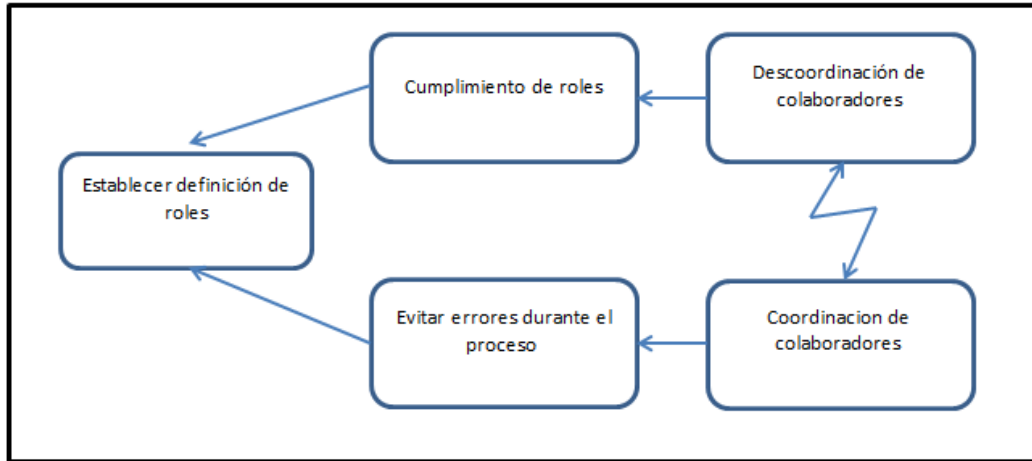 Cumplimiento de roles
Descoordinación de
colaboradores
Establecer definición de
roles
Evitar errores durante el
proceso
Coordinacion de
colaboradores